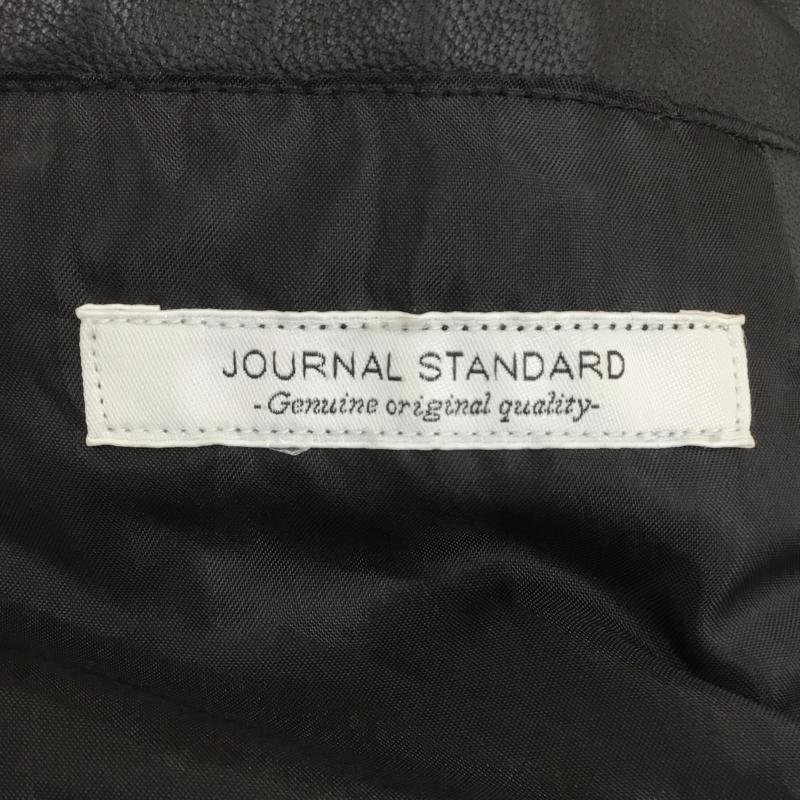 JOURNAL STANDARD
-Genuine original quality-